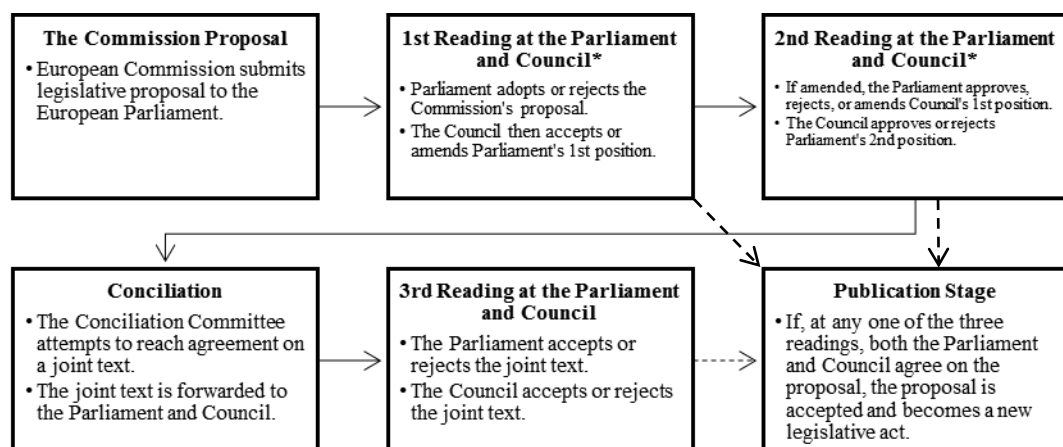 The Commission Proposal
• European Commission submits
legislative proposal to the
European Parliament.
1st Reading at the Parliament
and Council*
• Parliament adopts or rejects the
Commission's proposal.
• The Council then accepts or
amends Parliament's 1st position.
2nd Reading at the Parliament
and Council*
• If amended, the Parliament approves,
rejects, or amends Council's 1st position.
• The Council approves or rejects
Parliament's 2nd position.
Conciliation
• The Conciliation Committee
attempts to reach agreement on
a joint text.
• The joint text is forwarded to
the Parliament and Council.
3rd Reading at the Parliament
and Council
• The Parliament accepts or
rejects the joint text.
• The Council accepts or rejects
the joint text.
Publication Stage
• If, at any one of the three
readings, both the Parliament
and Council agree on
the proposal, the proposal is
accepted and becomes a new
legislative act.